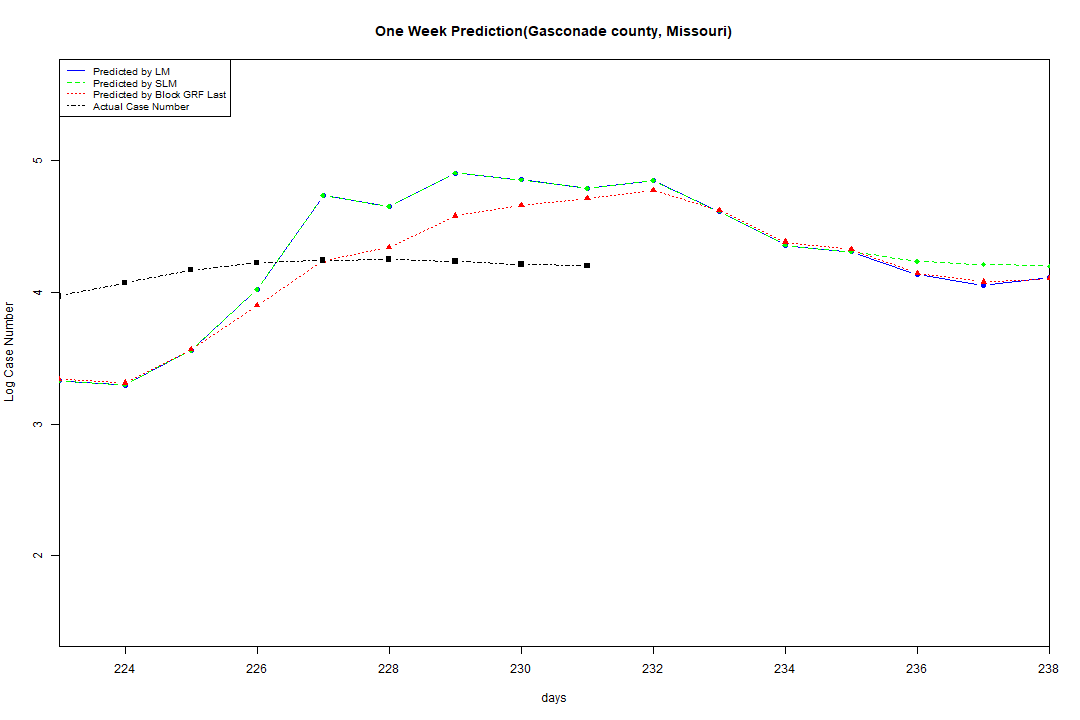 One Week Prediction(Gasconade county, Missouri)
Predicted by LM
Predicted by SLM
Predicted by Block GRF Last
Actual Case Number
5
4
3
2
Log Case Number
224 226 228 230 232 234 236 238
days